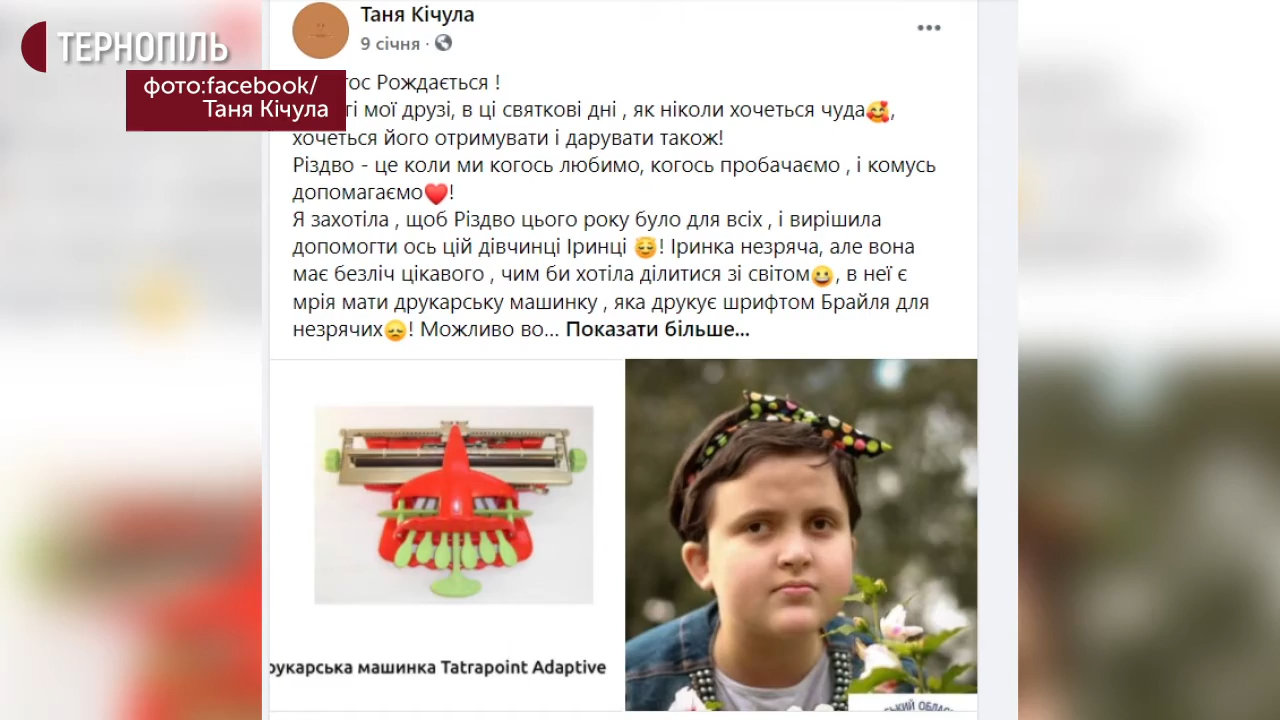 ТЕРНОПІЛЬ
фото:facebook/
Таня Кічула
Таня Кічула
9 січня ·
Рождається !
мої друзі, в ці святкові дні , як ніколи хочеться чуда🥰,
хочеться його отримувати і дарувати також!
Різдво - це коли ми когось любимо, когось пробачаємо , і комусь
допомагаємо❤️!
Я захотіла , щоб Різдво цього року було для всіх , і вирішила
допомогти ось цій дівчинці Іринці 😇! Іринка незряча, але вона
має безліч цікавого , чим би хотіла ділитися зі світом😀, в неї є
мрія мати друкарську машинку , яка друкує шрифтом Брайля для
незрячих😞! Можливо во... Показати більше...
рукарська машинка Tatrapoint Adaptive